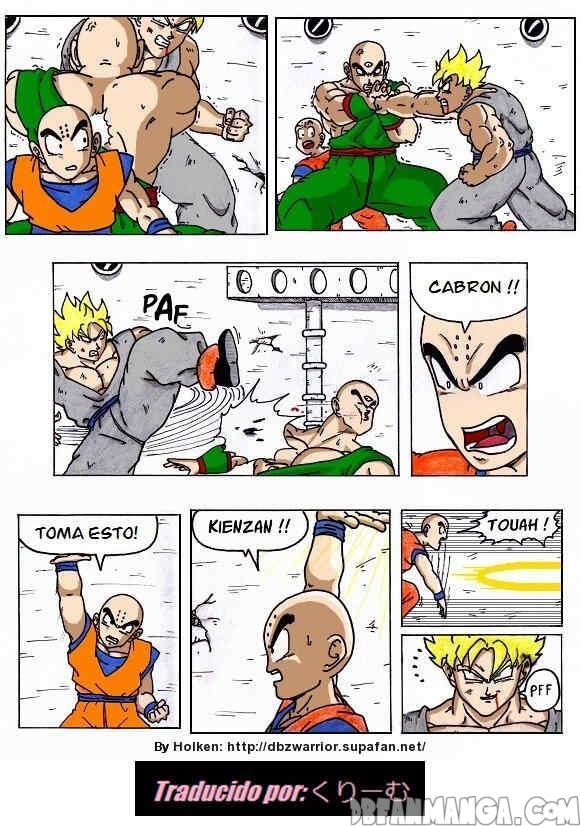 PAF
CABRON !!
TOMA ESTO!
KIENZAN !!
TOUAH !
PFF
By Holken: http://dbzwarrior.supafan.net/
Traducido por:くりーむ
DBFANMANGA.COM